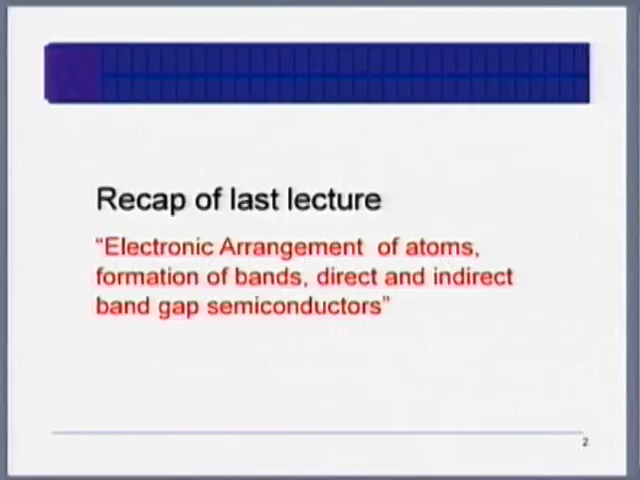 Recap of last lecture
“Electronic Arrangement of atoms,
formation of bands, direct and indirect
band gap semiconductors”
2